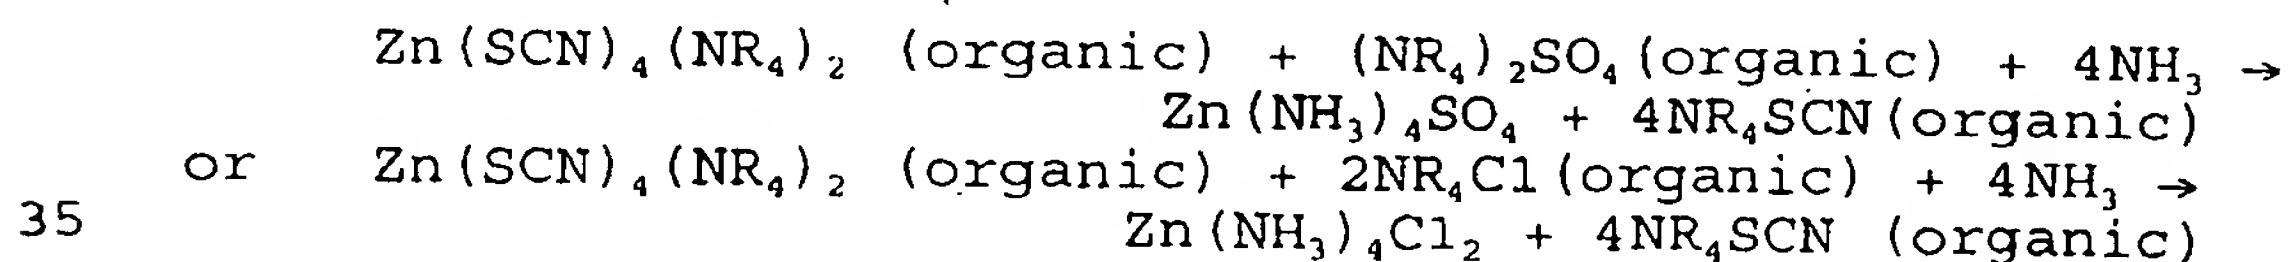 Zn(SCN)₄(NR₄)₂ (organic) + (NR₄)₂SO₄(organic) + 4NH₃ →
Zn(NH₃)₄SO₄ + 4NR₄SCN(organic)
or Zn(SCN)₄(NR₄)₂ (organic) + 2NR₄Cl(organic) + 4NH₃ →
35 Zn(NH₃)₄Cl₂ + 4NR₄SCN (organic)